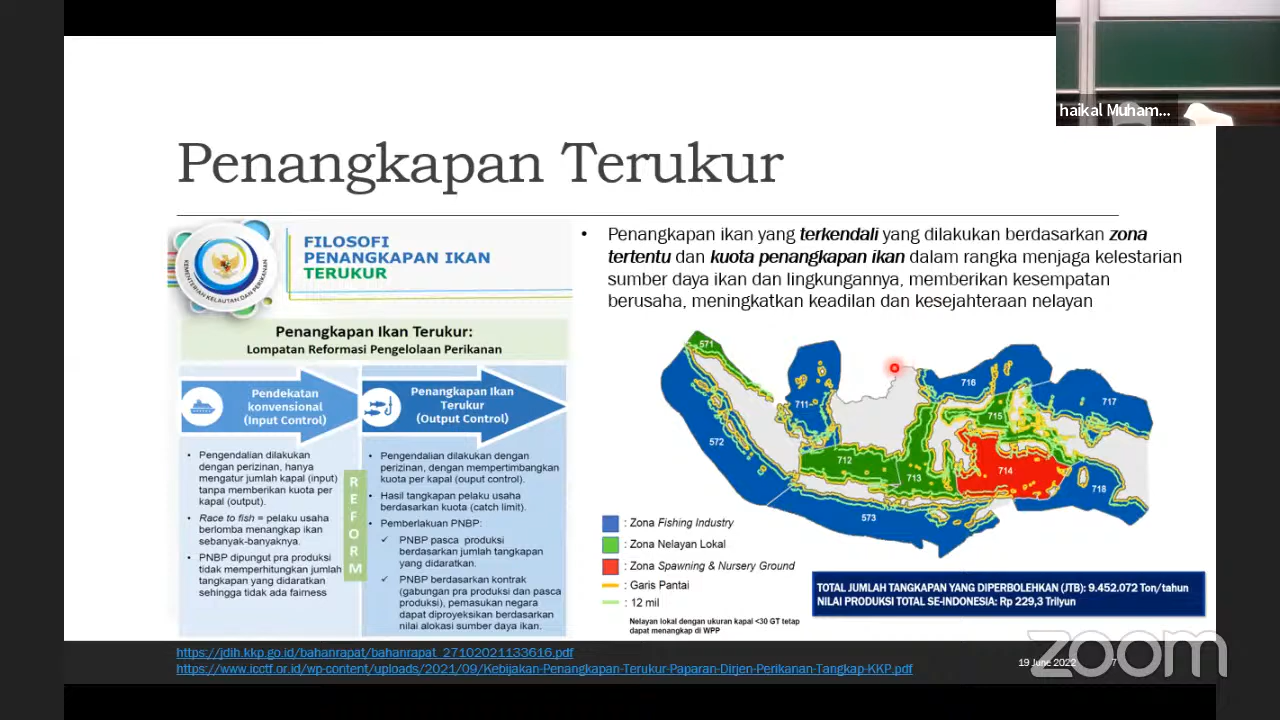 haikal Muham...
Penangkapan Terukur
KEMENTERIAN KELAUTAN DAN PERIKANAN
FILOSOFI
PENANGKAPAN IKAN
TERUKUR
Penangkapan Ikan Terukur:
Lompatan Reformasi Pengelolaan Perikanan
Pendekatan
konvensional
(Input Control)
• Pengendalian dilakukan
dengan perizinan, hanya
mengatur jumlah kapal (input)
tanpa memberikan kuota per
kapal (output).
• Race to fish = pelaku usaha
berlomba menangkap ikan
sebanyak-banyaknya.
• PNBP dipungut pra produksi
tidak memperhitungkan jumlah
tangkapan yang didaratkan
sehingga tidak ada fairness
REFORM
Penangkapan Ikan
Terukur
(Output Control)
• Pengendalian dilakukan dengan
perizinan, dengan mempertimbangkan
kuota per kapal (ouput control).
• Hasil tangkapan pelaku usaha
berdasarkan kuota (catch limit).
• Pemberlakuan PNBP:
✓ PNBP pasca produksi
berdasarkan jumlah tangkapan
yang didaratkan.
✓ PNBP berdasarkan kontrak
(gabungan pra produksi dan pasca
produksi), pemasukan negara
dapat diproyeksikan berdasarkan
nilai alokasi sumber daya ikan.
• Penangkapan ikan yang terkendali yang dilakukan berdasarkan zona
tertentu dan kuota penangkapan ikan dalam rangka menjaga kelestarian
sumber daya ikan dan lingkungannya, memberikan kesempatan
berusaha, meningkatkan keadilan dan kesejahteraan nelayan
571
711
716
717
715
572
712
713
714
718
573
: Zona Fishing Industry
: Zona Nelayan Lokal
: Zona Spawning & Nursery Ground
: Garis Pantai
: 12 mil
Nelayan lokal dengan ukuran kapal <30 GT tetap
dapat menangkap di WPP
TOTAL JUMLAH TANGKAPAN YANG DIPERBOLEHKAN (JTB): 9.452.072 Ton/tahun
NILAI PRODUKSI TOTAL SE-INDONESIA: Rp 229,3 Trilyun
https://jdih.kkp.go.id/bahanrapat/bahanrapat_27102021133616.pdf
https://www.icctf.or.id/wp-content/uploads/2021/09/Kebijakan-Penangkapan-Terukur-Paparan-Dirjen-Perikanan-Tangkap-KKP.pdf
19 June 2022
7
zoom